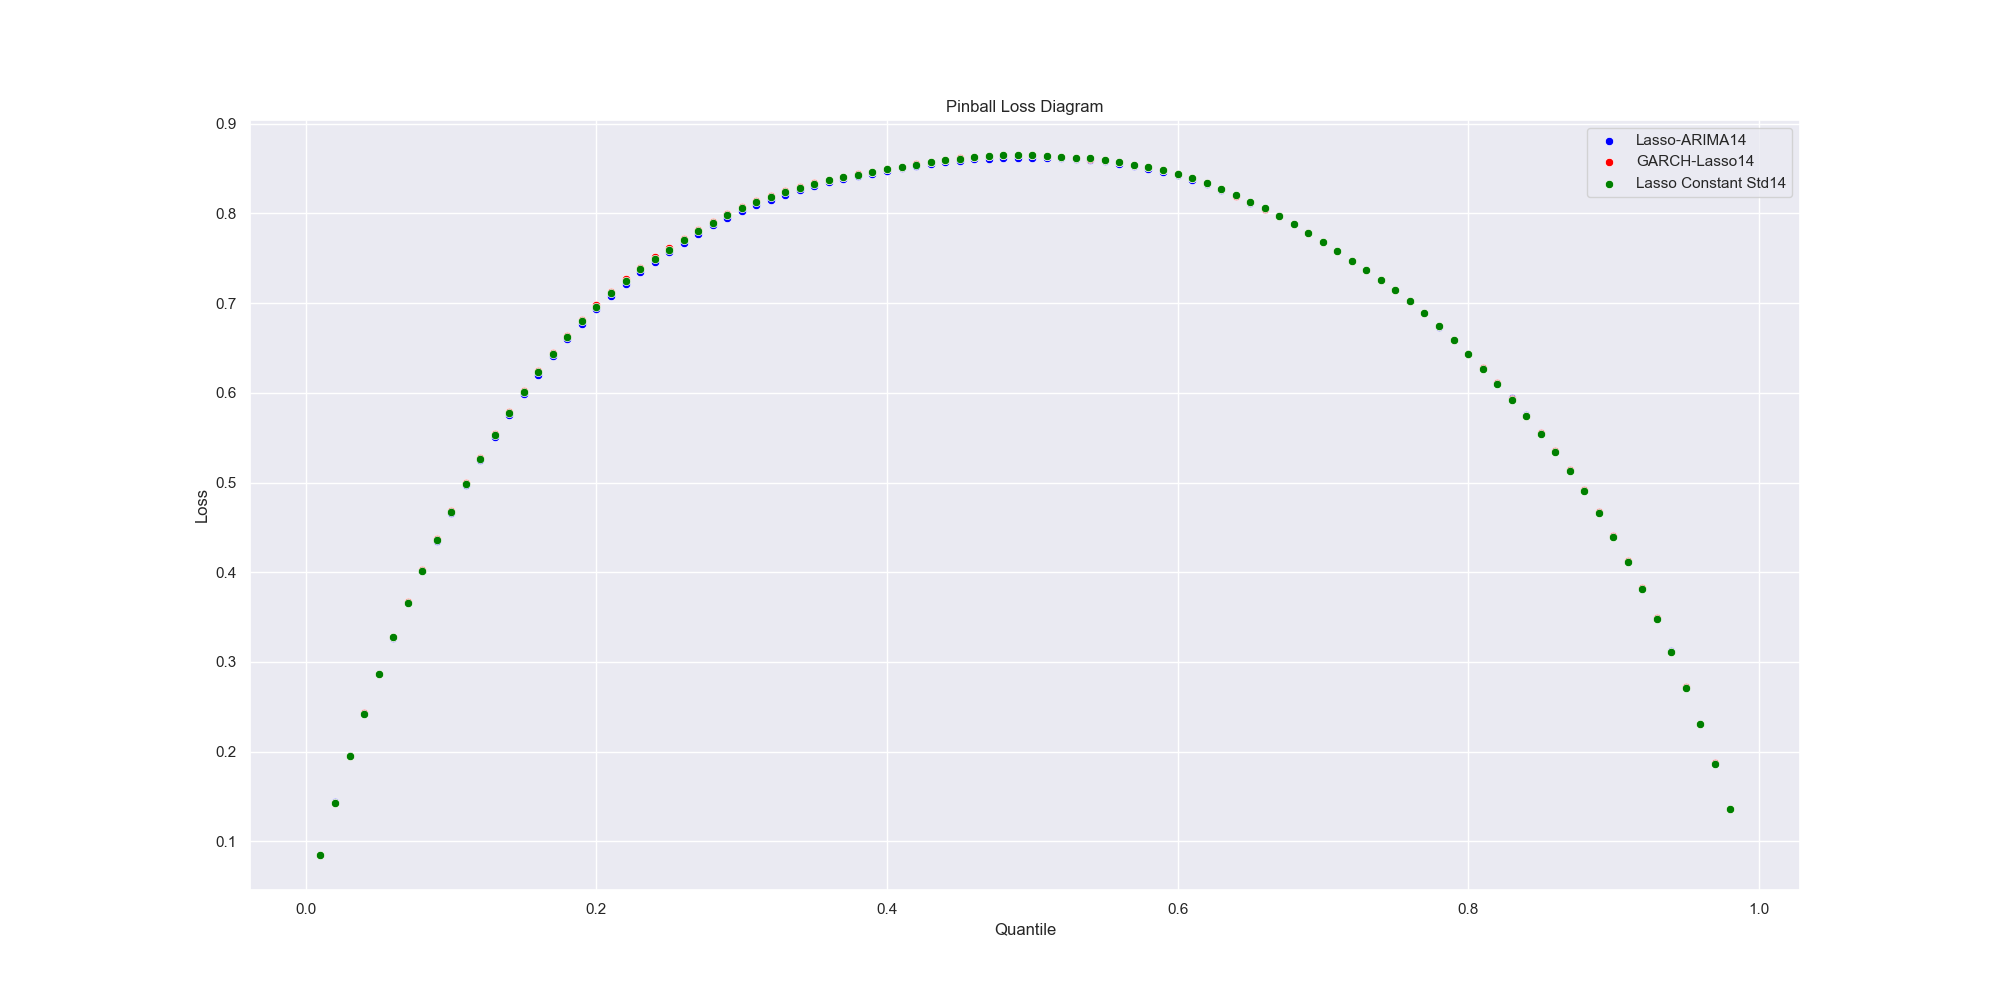 Pinball Loss Diagram
0.9
0.8
0.7
0.6
0.5
0.4
0.3
0.2
0.1
Loss
Lasso-ARIMA14
GARCH-Lasso14
Lasso Constant Std14
0.0 0.2 0.4 0.6 0.8 1.0
Quantile